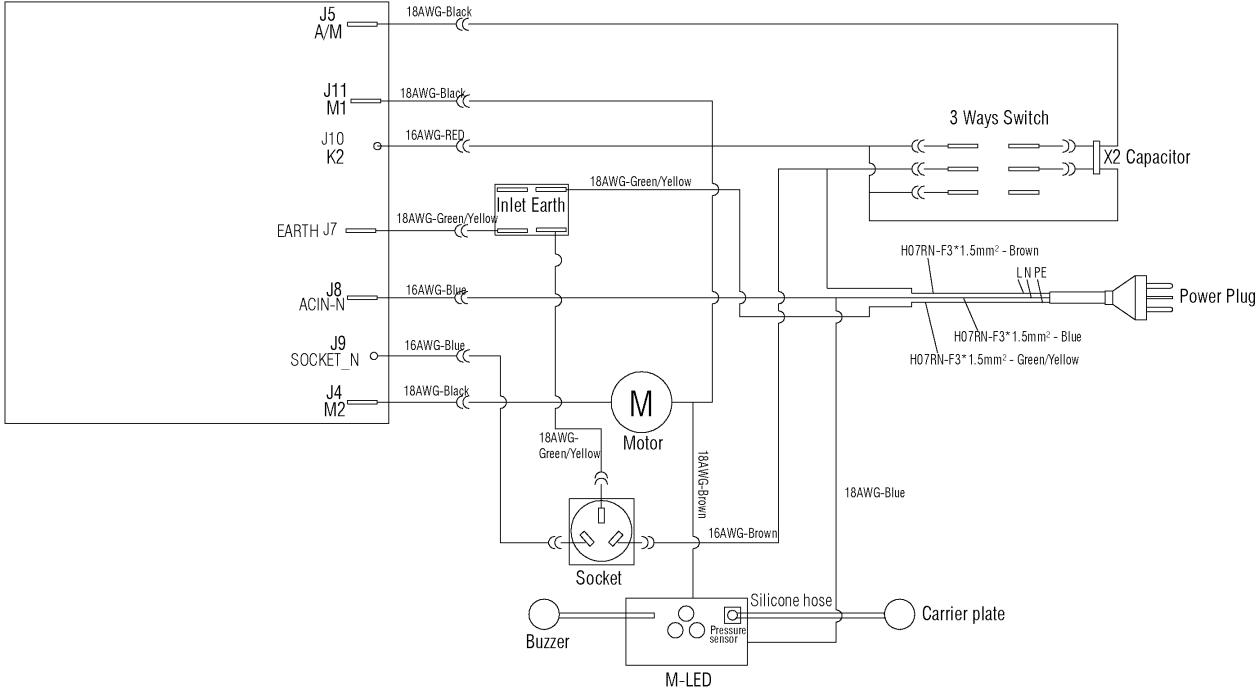 J5
A/M
18AWG-Black
J11
M1
18AWG-Black
J10
K2
16AWG-RED
3 Ways Switch
X2 Capacitor
18AWG-Green/Yellow
Inlet Earth
EARTH J7
18AWG-Green/Yellow
H07RN-F3*1.5mm² - Brown
L N PE
J8
ACIN-N
16AWG-Blue
Power Plug
H07RN-F3*1.5mm² - Blue
H07RN-F3*1.5mm² - Green/Yellow
J9
SOCKET_N
16AWG-Blue
J4
M2
18AWG-Black
M
Motor
18AWG-
Green/Yellow
18AWG-Brown
18AWG-Blue
16AWG-Brown
Socket
Silicone hose
Carrier plate
Buzzer
Pressure
sensor
M-LED